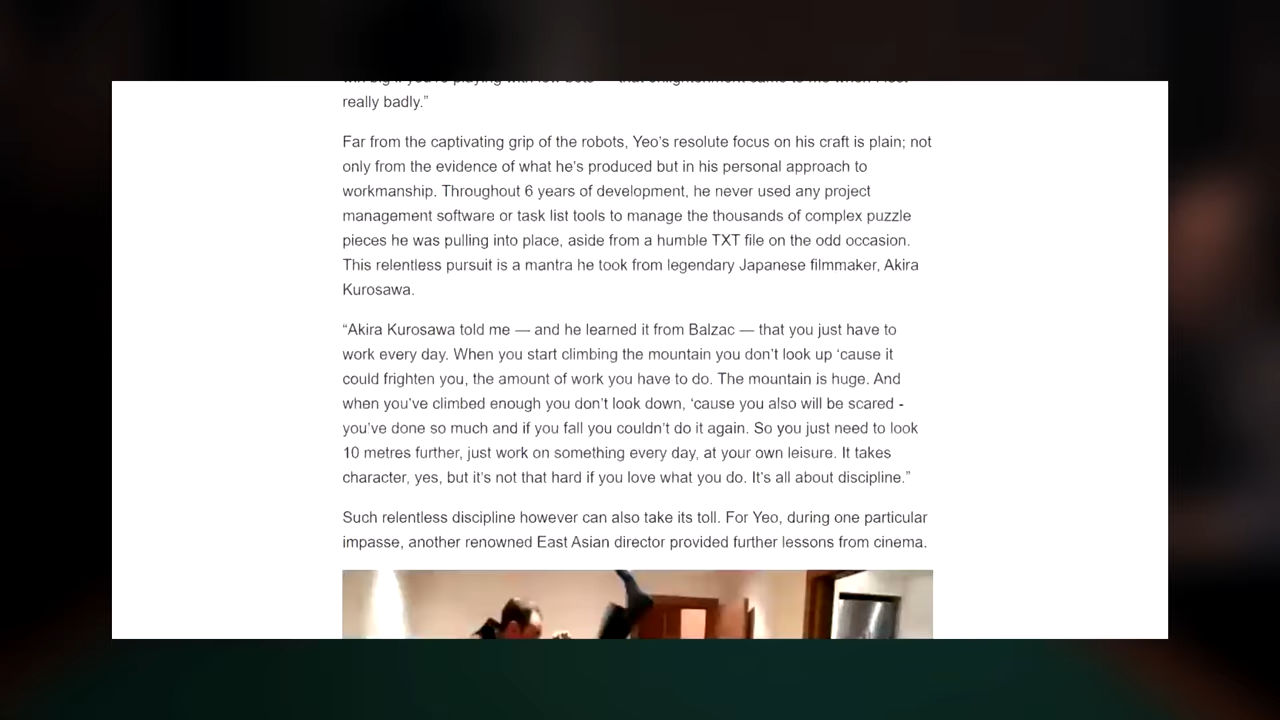 really badly.”
Far from the captivating grip of the robots, Yeo’s resolute focus on his craft is plain; not
only from the evidence of what he’s produced but in his personal approach to
workmanship. Throughout 6 years of development, he never used any project
management software or task list tools to manage the thousands of complex puzzle
pieces he was pulling into place, aside from a humble TXT file on the odd occasion.
This relentless pursuit is a mantra he took from legendary Japanese filmmaker, Akira
Kurosawa.
“Akira Kurosawa told me — and he learned it from Balzac — that you just have to
work every day. When you start climbing the mountain you don’t look up ‘cause it
could frighten you, the amount of work you have to do. The mountain is huge. And
when you’ve climbed enough you don’t look down, ‘cause you also will be scared -
you’ve done so much and if you fall you couldn’t do it again. So you just need to look
10 metres further, just work on something every day, at your own leisure. It takes
character, yes, but it’s not that hard if you love what you do. It’s all about discipline.”
Such relentless discipline however can also take its toll. For Yeo, during one particular
impasse, another renowned East Asian director provided further lessons from cinema.